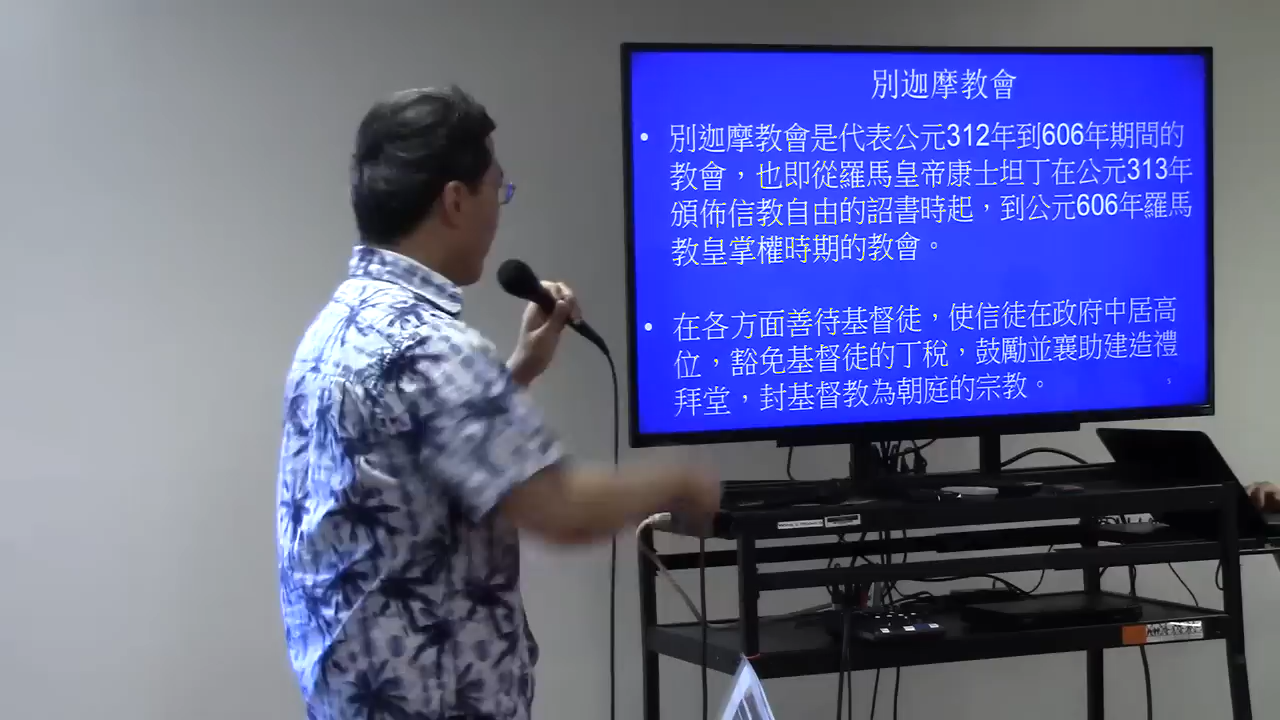 別迦摩教會
• 別迦摩教會是代表公元312年到606年期間的
教會，也即從羅馬皇帝康士坦丁在公元313年
頒佈信教自由的詔書時起，到公元606年羅馬
教皇掌權時期的教會。
• 在各方面善待基督徒，使信徒在政府中居高
位，豁免基督徒的丁稅，鼓勵並襄助建造禮
拜堂，封基督教為朝庭的宗教。
5